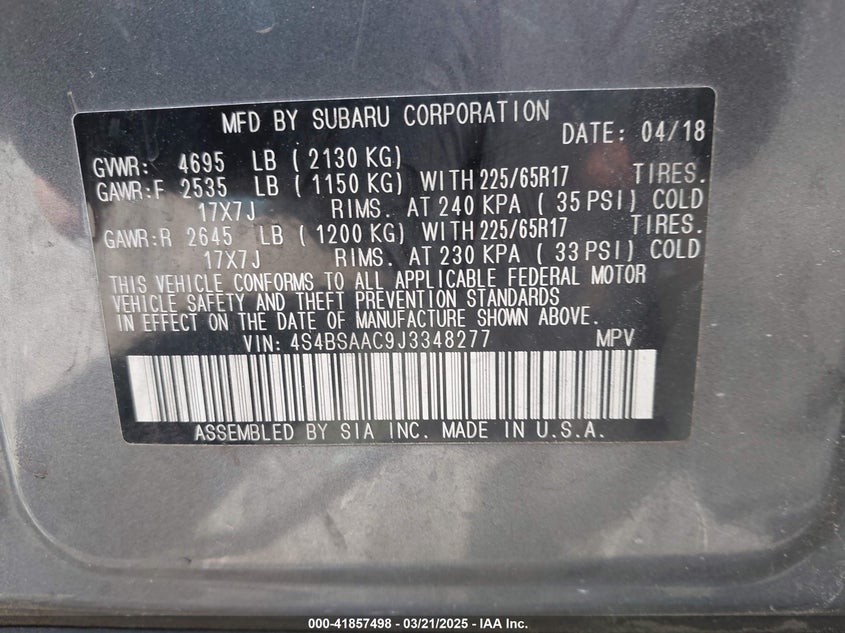 MFD BY SUBARU CORPORATION
DATE: 04/18
GVWR: 4695 LB ( 2130 KG)
GAWR:F 2535 LB ( 1150 KG) WITH 225/65R17 TIRES.
17X7J RIMS. AT 240 KPA ( 35 PSI) COLD
GAWR:R 2645 LB ( 1200 KG) WITH 225/65R17 TIRES.
17X7J RIMS. AT 230 KPA ( 33 PSI) COLD
THIS VEHICLE CONFORMS TO ALL APPLICABLE FEDERAL MOTOR
VEHICLE SAFETY AND THEFT PREVENTION STANDARDS
IN EFFECT ON THE DATE OF MANUFACTURE SHOWN ABOVE.
VIN: 4S4BSAAC9J3348277 MPV
ASSEMBLED BY SIA INC. MADE IN U.S.A.
000-41857498 — 03/21/2025 — IAA Inc.